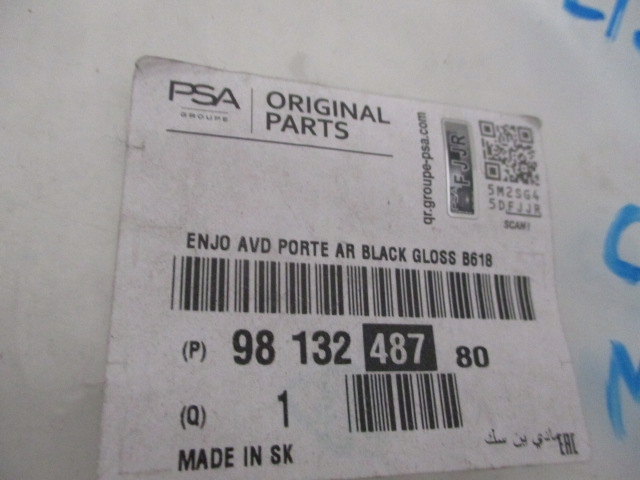 PSA
GROUPE
ORIGINAL
PARTS
qr.groupe-psa.com
FJJR
5M2SG4
5DFJJR
SCAN!
ENJO AVD PORTE AR BLACK GLOSS B618
(P) 98 132 487 80
(Q) 1
MADE IN SK
EAC